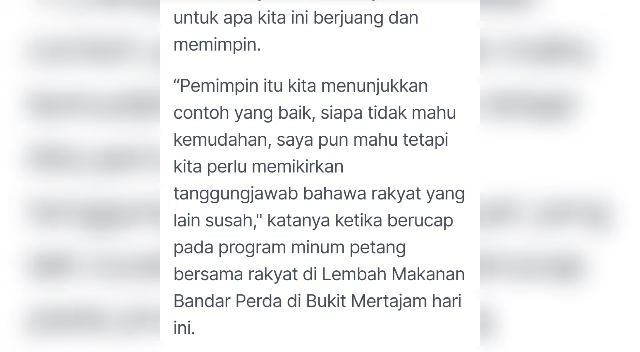 untuk apa kita ini berjuang dan
memimpin.
“Pemimpin itu kita menunjukkan
contoh yang baik, siapa tidak mahu
kemudahan, saya pun mahu tetapi
kita perlu memikirkan
tanggungjawab bahawa rakyat yang
lain susah," katanya ketika berucap
pada program minum petang
bersama rakyat di Lembah Makanan
Bandar Perda di Bukit Mertajam hari
ini.